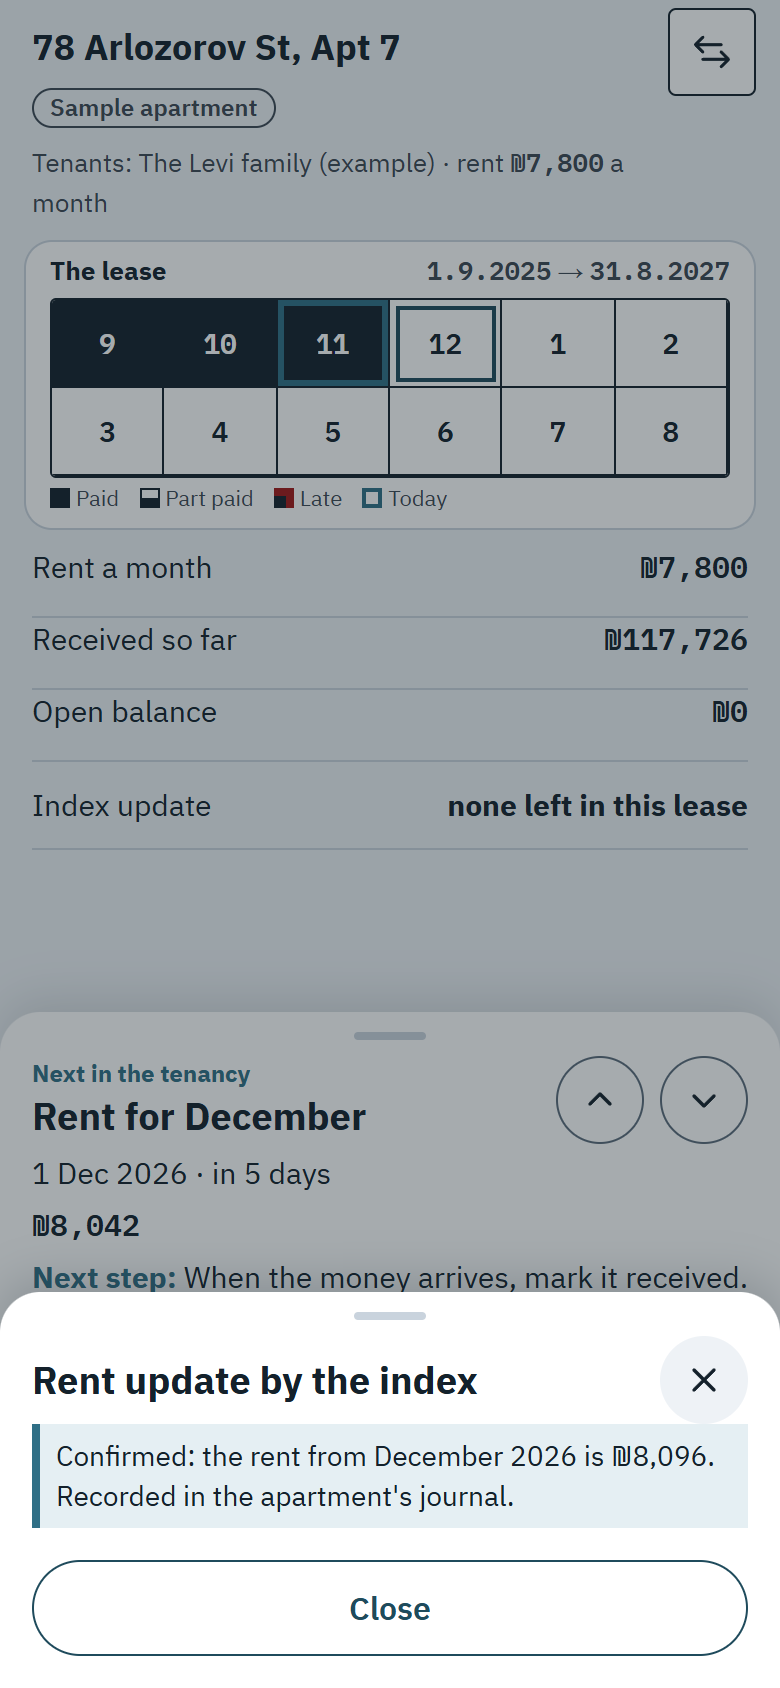 78 Arlozorov St, Apt 7
Sample apartment
Tenants: The Levi family (example) · rent ₪7,800 a
month
The lease 1.9.2025→31.8.2027
9 10 11 12 1 2
3 4 5 6 7 8
Paid Part paid Late Today
Rent a month ₪7,800
Received so far ₪117,726
Open balance ₪0
Index update none left in this lease
Next in the tenancy
Rent for December
1 Dec 2026 · in 5 days
₪8,042
Next step: When the money arrives, mark it received.
Rent update by the index
Confirmed: the rent from December 2026 is ₪8,096.
Recorded in the apartment's journal.
Close